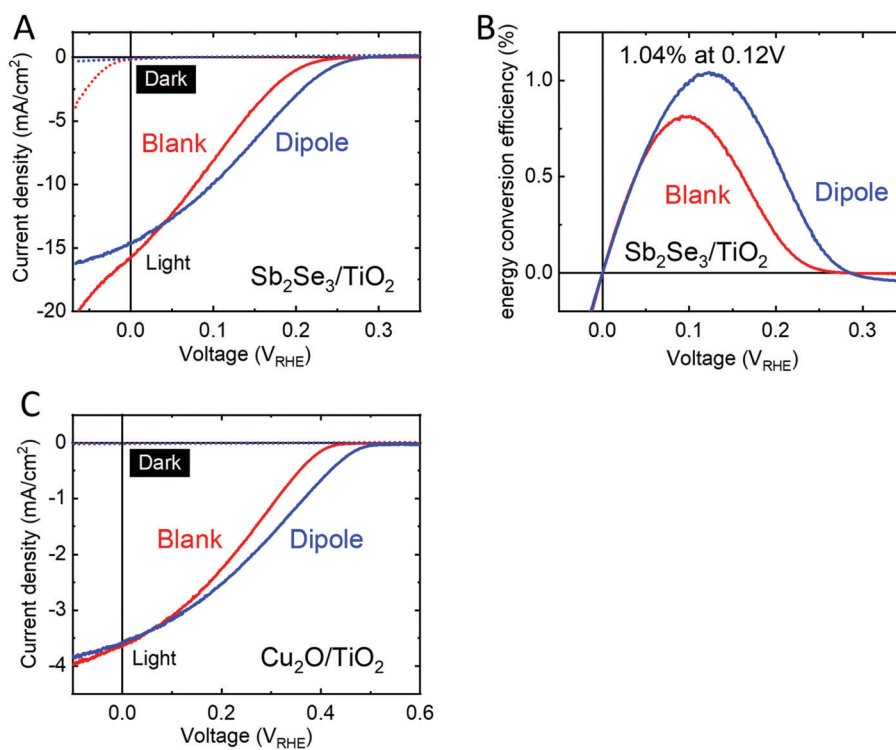 A
Current density (mA/cm²)
0
-5
-10
-15
-20
Dark
Blank
Dipole
Light
Sb₂Se₃/TiO₂
0.0
0.1
0.2
0.3
Voltage (V_RHE)
B
energy conversion efficiency (%)
1.04% at 0.12V
1.0
0.5
0.0
Blank
Dipole
Sb₂Se₃/TiO₂
0.0
0.1
0.2
0.3
Voltage (V_RHE)
C
Current density (mA/cm²)
0
-1
-2
-3
-4
Dark
Blank
Dipole
Light
Cu₂O/TiO₂
0.0
0.2
0.4
0.6
Voltage (V_RHE)